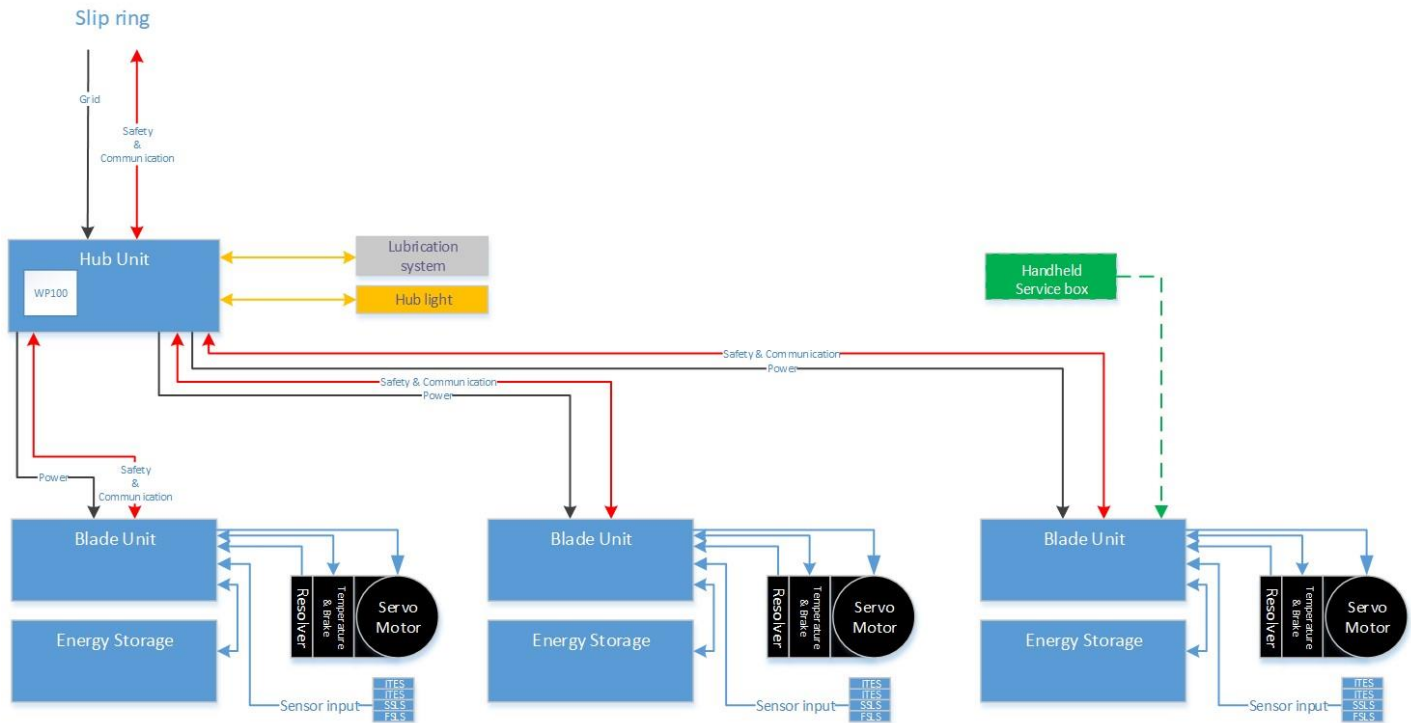 Slip ring
Grid
Safety
&
Communication
Hub Unit
WP100
Lubrication
system
Hub light
Handheld
Service box
Safety & Communication
Power
Safety & Communication
Power
Power
Safety
&
Communication
Blade Unit
Energy Storage
Resolver
Temperature
& Brake
Servo
Motor
Sensor input
ITES
ITES
SSLS
FSLS
Blade Unit
Energy Storage
Resolver
Temperature
& Brake
Servo
Motor
Sensor input
ITES
ITES
SSLS
FSLS
Blade Unit
Energy Storage
Resolver
Temperature
& Brake
Servo
Motor
Sensor input
ITES
ITES
SSLS
FSLS